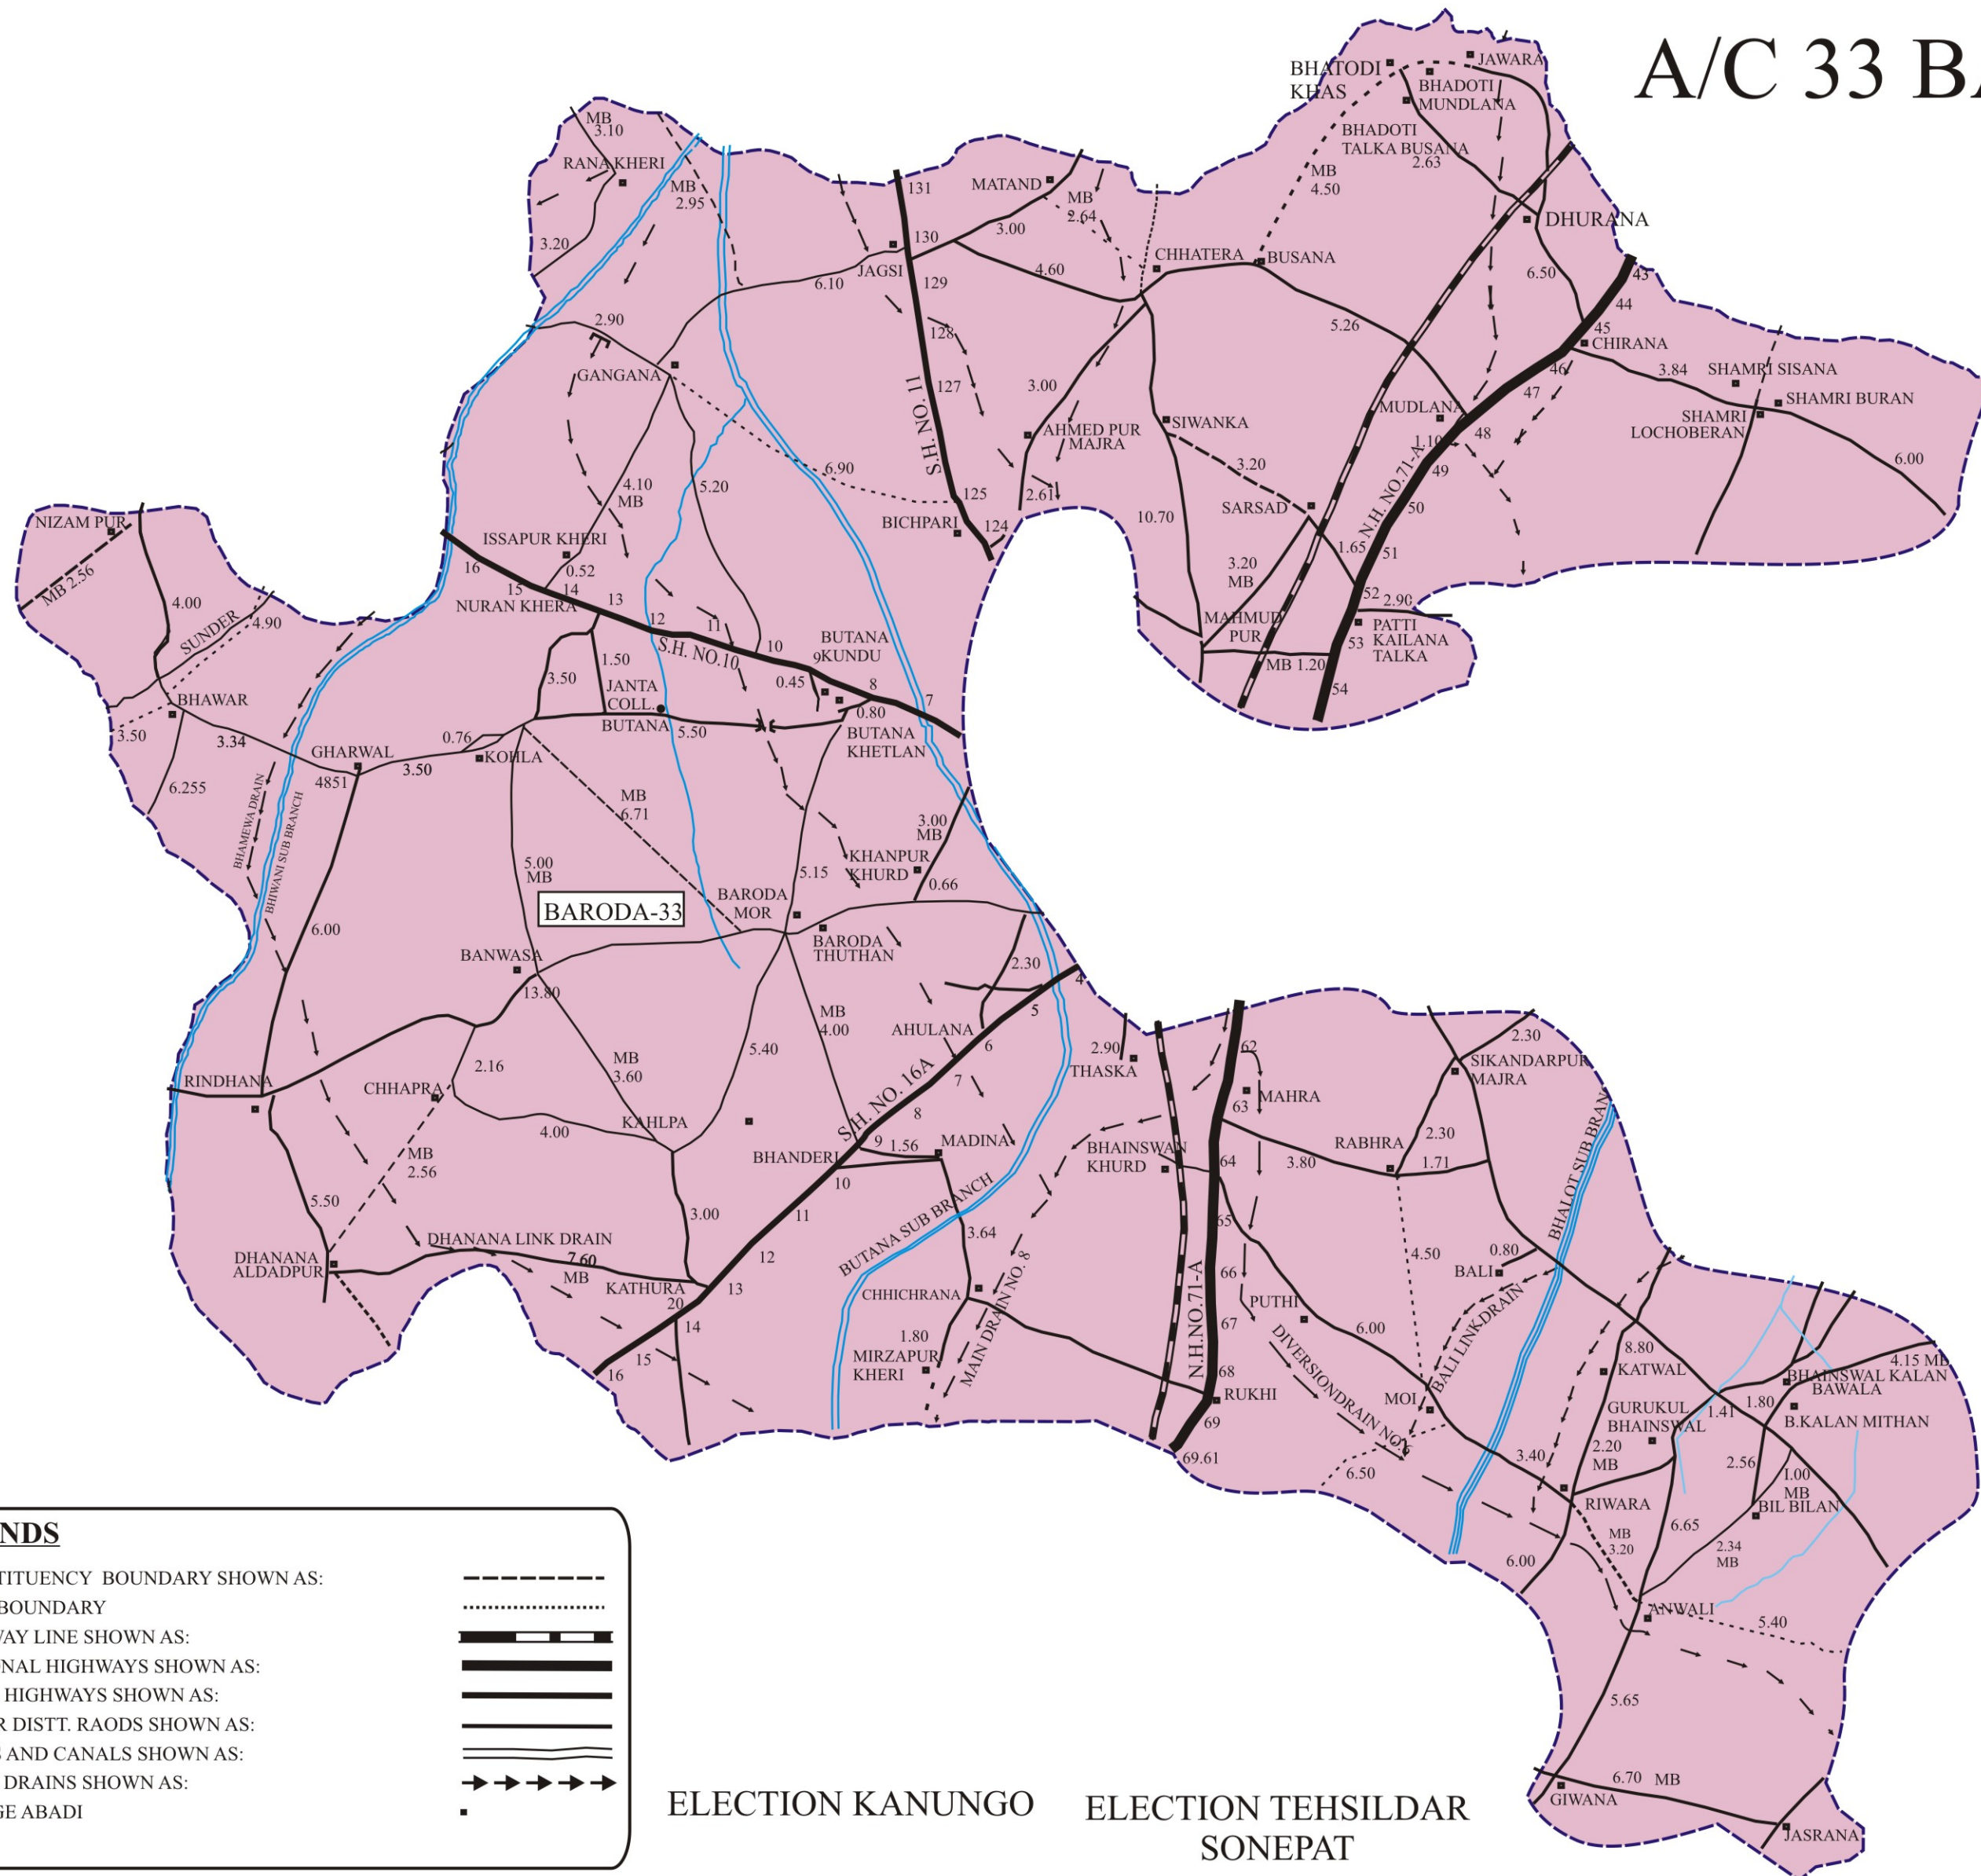 A/C 33 BA
BHATODI
KHAS
JAWARA
BHADOTI
MUNDLANA
BHADOTI
TALKA BUSANA
2.63
MB
4.50
DHURANA
6.50
MB
3.10
RANA KHERI
MB
2.95
3.20
131
MATAND
MB
2.64
130
3.00
JAGSI
129
6.10
4.60
CHHATERA
BUSANA
5.26
43
44
45
CHIRANA
46
47
3.84
SHAMRI SISANA
SHAMRI BURAN
SHAMRI
LOCHOBERAN
6.00
2.90
GANGANA
128
127
S.H. NO. 11
3.00
AHMED PUR
MAJRA
SIWANKA
MUDLANA
1.10
48
49
N.H. NO.71-A
50
51
3.20
SARSAD
1.65
6.90
4.10
MB
5.20
125
BICHPARI
124
2.61
10.70
3.20
MB
52
2.90
MAHMUD
PUR
53
PATTI
KAILANA
TALKA
MB 1.20
54
NIZAM PUR
MB 2.56
4.00
SUNDER
4.90
BHAWAR
3.50
3.34
6.255
ISSAPUR KHERI
16
0.52
15
14
NURAN KHERA
13
12
11
S.H. NO.10
10
BUTANA
KUNDU
9
0.45
8
7
1.50
3.50
JANTA
COLL.
BUTANA
5.50
0.80
BUTANA
KHETLAN
GHARWAL
4851
3.50
0.76
KOHLA
BHAMEWA DRAIN
BHIWANI SUB BRANCH
MB
6.71
3.00
MB
KHANPUR
KHURD
0.66
5.00
MB
5.15
BARODA-33
BARODA
MOR
BARODA
THUTHAN
6.00
BANWASA
13.80
2.30
4
5
MB
4.00
AHULANA
6
7
5.40
8
S.H. NO. 16A
9
1.56
MADINA
RINDHANA
CHHAPRA
2.16
MB
3.60
4.00
KAHLPA
BHANDERI
10
11
MB
2.56
5.50
3.00
12
DHANANA
ALDADPUR
DHANANA LINK DRAIN
7.60
MB
KATHURA
20
13
14
15
16
BUTANA SUB BRANCH
3.64
CHHICHRANA
1.80
MIRZAPUR
KHERI
MAIN DRAIN NO. 8
2.90
THASKA
62
MAHRA
63
BHAINSWAN
KHURD
64
3.80
RABHRA
2.30
1.71
2.30
SIKANDARPUR
MAJRA
BHALOT SUB BRAN
65
66
N.H.NO.71-A
67
68
RUKHI
69
69.61
PUTHI
4.50
0.80
BALI
BALI LINK DRAIN
6.00
DIVERSIONDRAIN NO.8
MOI
6.50
3.40
8.80
KATWAL
GURUKUL
BHAINSWAL
2.20
MB
1.41
1.80
4.15 MB
BHAINSWAL KALAN
BAWALA
B.KALAN MITHAN
2.56
1.00
MB
BIL BILAN
RIWARA
MB
3.20
6.65
2.34
MB
6.00
ANWALI
5.40
5.65
6.70 MB
GIWANA
JASRANA
NDS
TITUENCY BOUNDARY SHOWN AS:
BOUNDARY
WAY LINE SHOWN AS:
ONAL HIGHWAYS SHOWN AS:
HIGHWAYS SHOWN AS:
R DISTT. RAODS SHOWN AS:
S AND CANALS SHOWN AS:
DRAINS SHOWN AS:
GE ABADI
ELECTION KANUNGO
ELECTION TEHSILDAR
SONEPAT